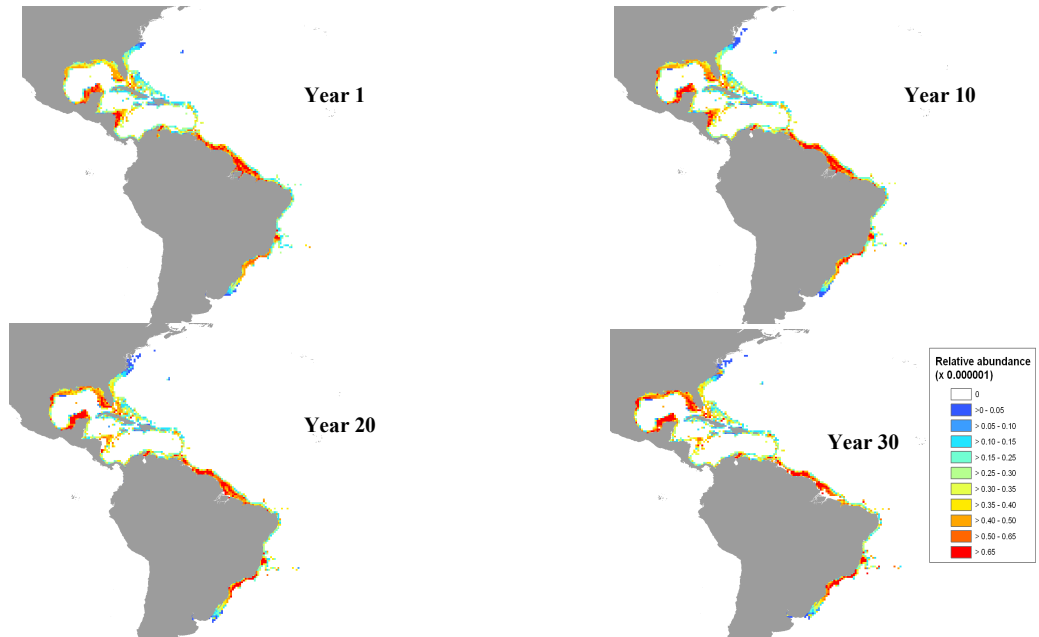 Year 1
Year 10
Year 20
Year 30
Relative abundance
(x 0.000001)
0
>0 - 0.05
> 0.05 - 0.10
> 0.10 - 0.15
> 0.15 - 0.25
> 0.25 - 0.30
> 0.30 - 0.35
> 0.35 - 0.40
> 0.40 - 0.50
> 0.50 - 0.65
> 0.65